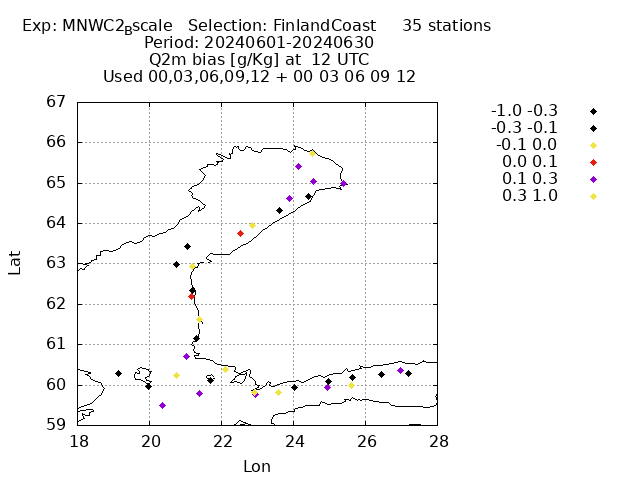 Exp: MNWC2Bscale Selection: FinlandCoast 35 stations
Period: 20240601-20240630
Q2m bias [g/Kg] at 12 UTC
Used 00,03,06,09,12 + 00 03 06 09 12
-1.0 -0.3
-0.3 -0.1
-0.1 0.0
0.0 0.1
0.1 0.3
0.3 1.0
67
66
65
64
63
62
61
60
59
Lat
18 20 22 24 26 28
Lon